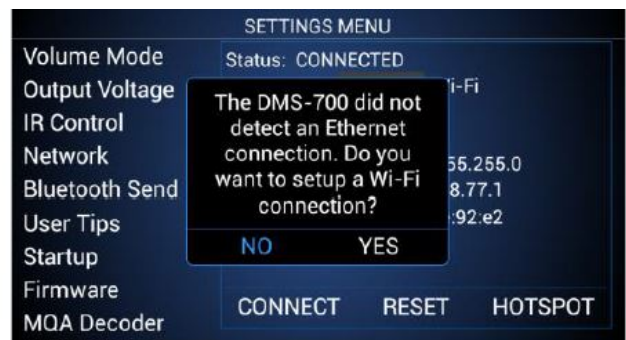 SETTINGS MENU
Volume Mode
Output Voltage
IR Control
Network
Bluetooth Send
User Tips
Startup
Firmware
MQA Decoder
Status: CONNECTED
i-Fi
55.255.0
8.77.1
:92:e2
The DMS-700 did not
detect an Ethernet
connection. Do you
want to setup a Wi-Fi
connection?
NO YES
CONNECT RESET HOTSPOT